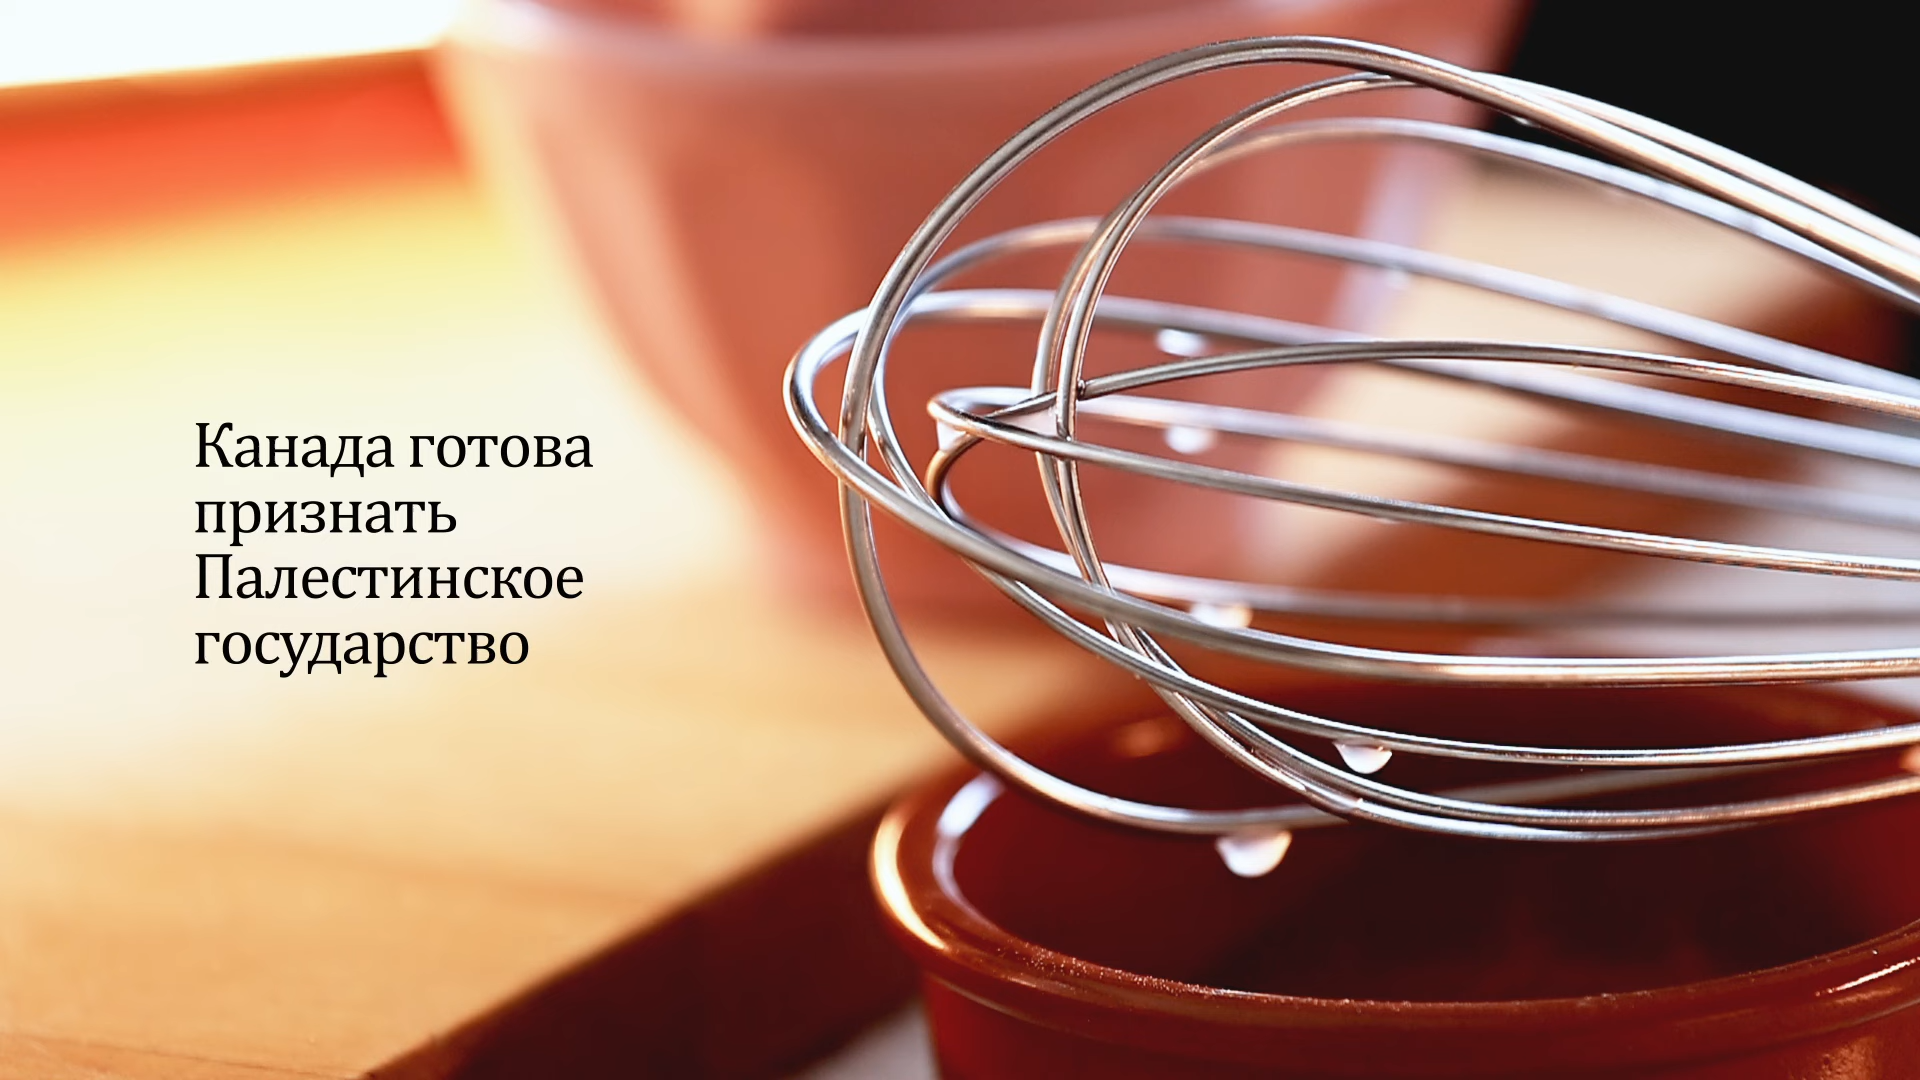 Канада готова
признать
Палестинское
государство